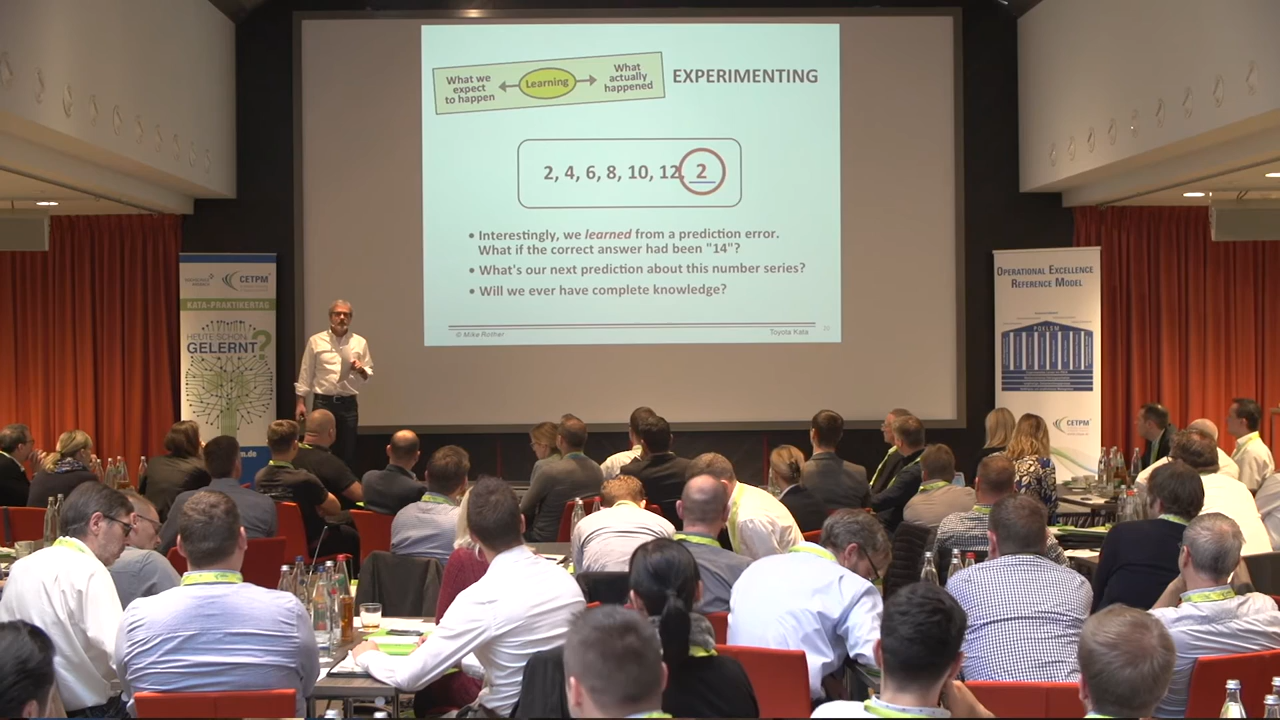 What we
expect
to happen
Learning
What
actually
happened
EXPERIMENTING
2, 4, 6, 8, 10, 12, 2
• Interestingly, we learned from a prediction error.
What if the correct answer had been "14"?
• What's our next prediction about this number series?
• Will we ever have complete knowledge?
© Mike Rother
Toyota Kata
CETPM
KATA-PRAKTIKERTAG
HEUTE SCHON
GELERNT?
m.de
OPERATIONAL EXCELLENCE
REFERENCE MODEL
CETPM